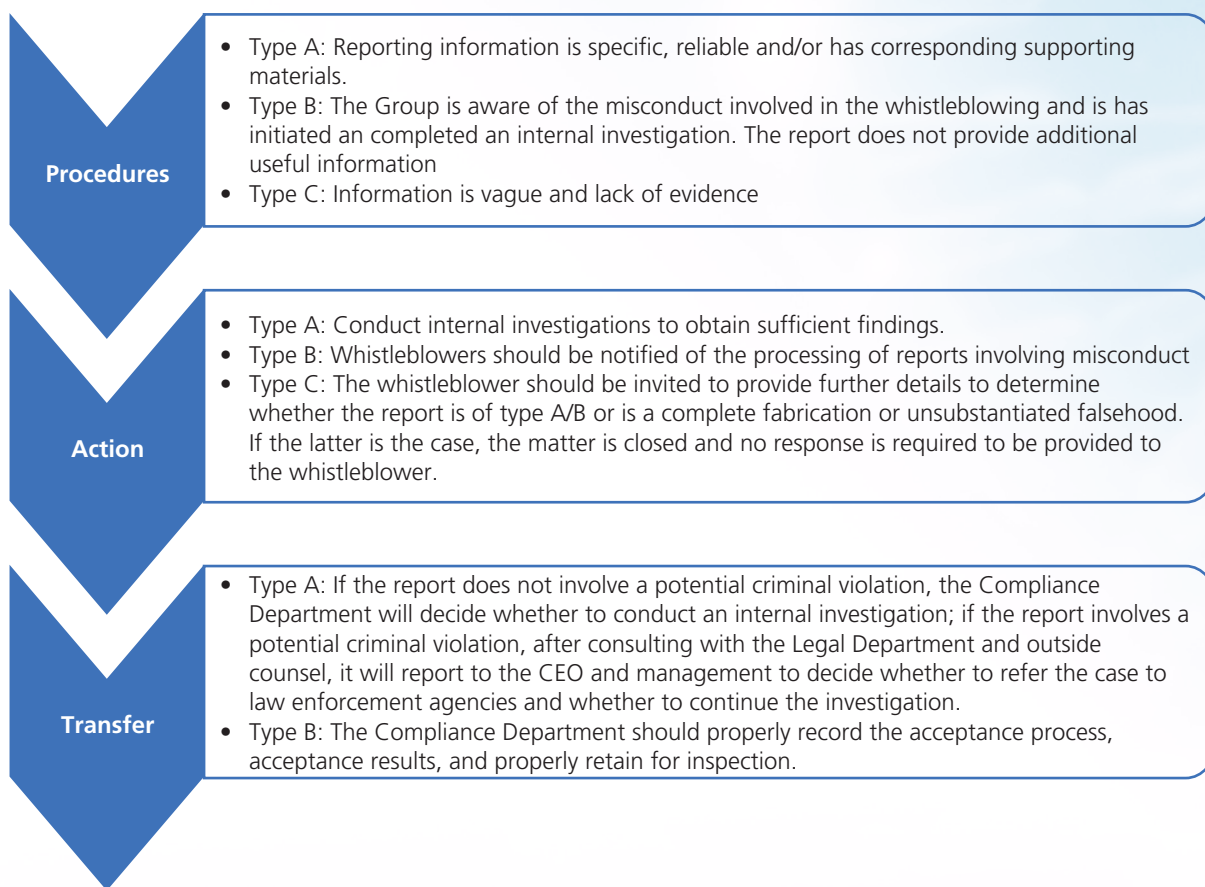 Procedures
• Type A: Reporting information is specific, reliable and/or has corresponding supporting
materials.
• Type B: The Group is aware of the misconduct involved in the whistleblowing and is has
initiated an completed an internal investigation. The report does not provide additional
useful information
• Type C: Information is vague and lack of evidence
Action
• Type A: Conduct internal investigations to obtain sufficient findings.
• Type B: Whistleblowers should be notified of the processing of reports involving misconduct
• Type C: The whistleblower should be invited to provide further details to determine
whether the report is of type A/B or is a complete fabrication or unsubstantiated falsehood.
If the latter is the case, the matter is closed and no response is required to be provided to
the whistleblower.
Transfer
• Type A: If the report does not involve a potential criminal violation, the Compliance
Department will decide whether to conduct an internal investigation; if the report involves a
potential criminal violation, after consulting with the Legal Department and outside
counsel, it will report to the CEO and management to decide whether to refer the case to
law enforcement agencies and whether to continue the investigation.
• Type B: The Compliance Department should properly record the acceptance process,
acceptance results, and properly retain for inspection.